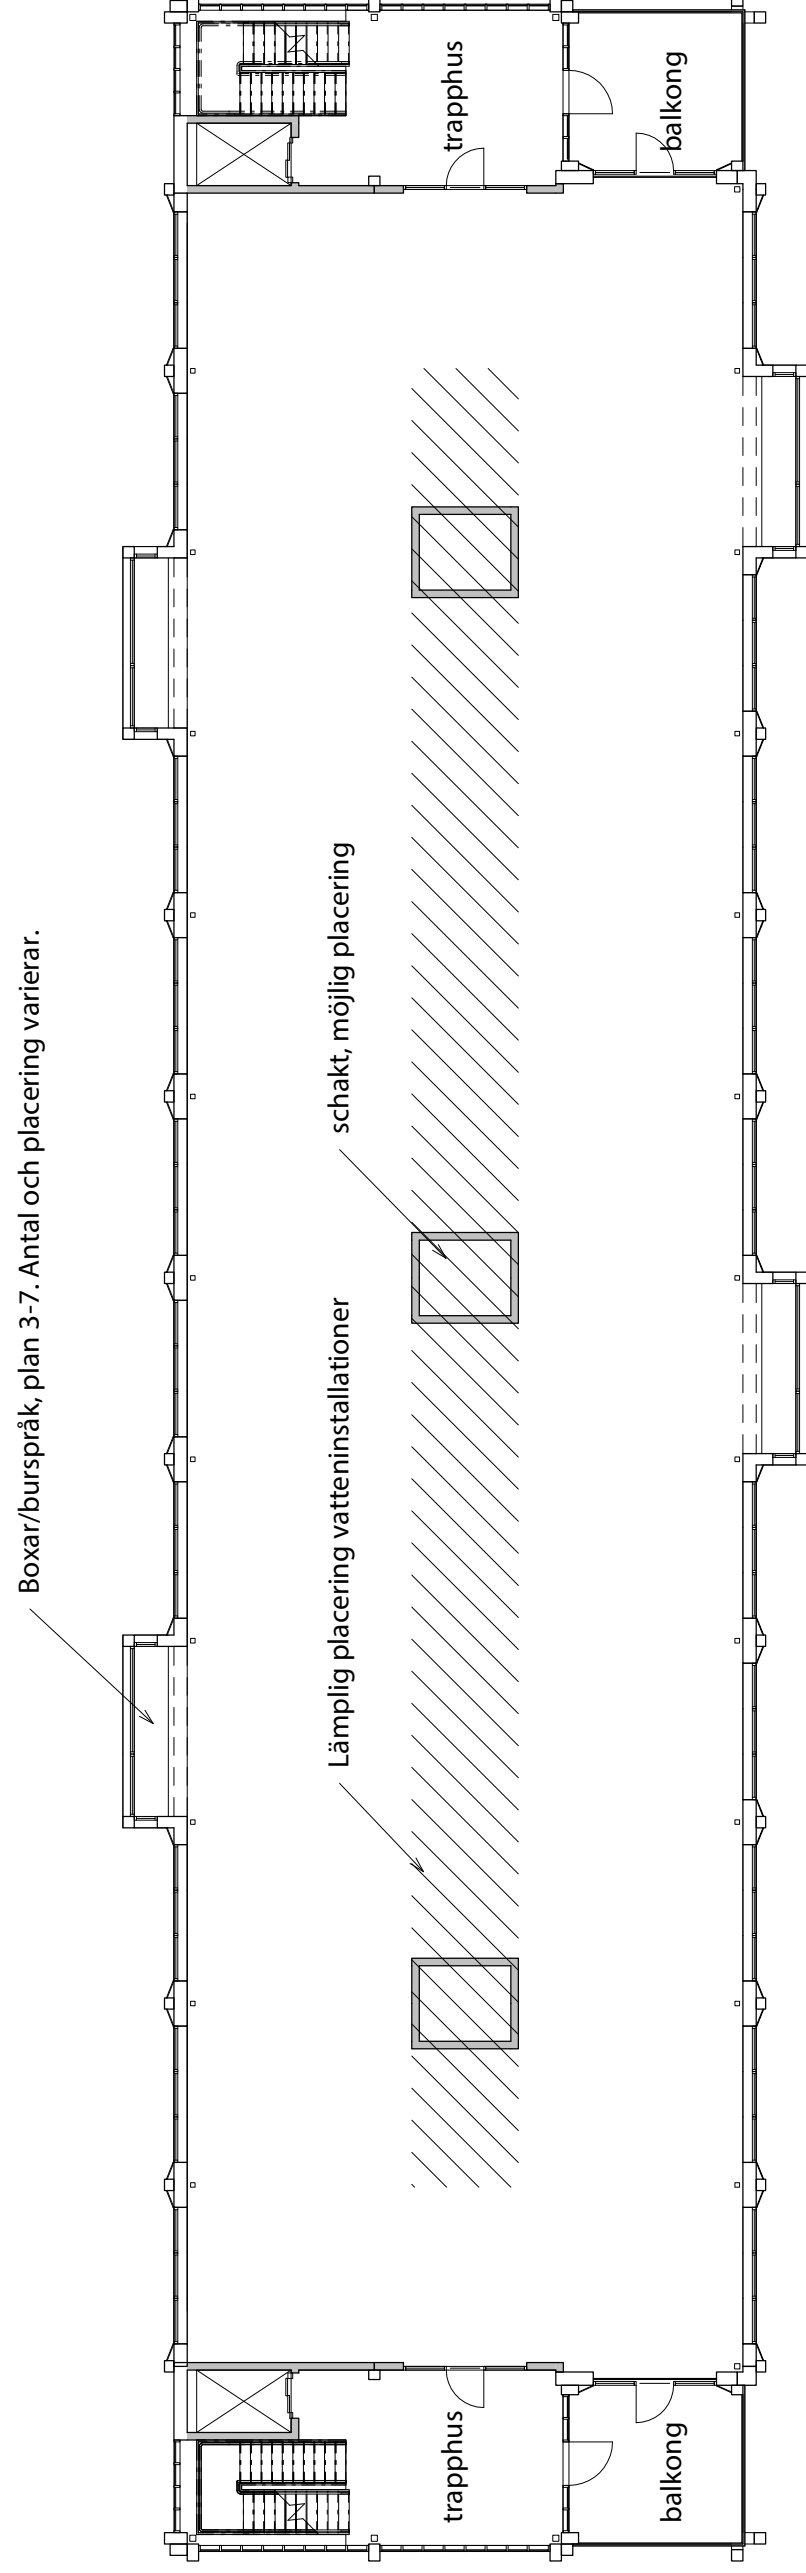 Boxar/burspråk, plan 3-7. Antal och placering varierar.
trapphus
balkong
schakt, möjlig placering
Lämplig placering vatteninstallationer
trapphus
balkong